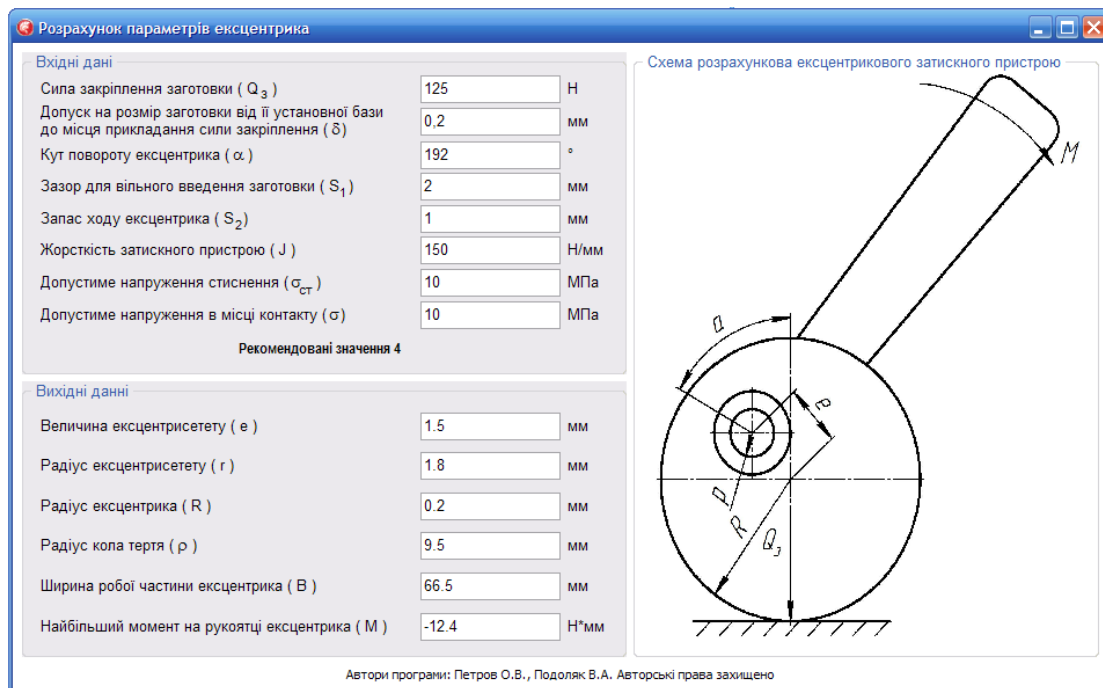 Розрахунок параметрів ексцентрика
Вхідні дані
Сила закріплення заготовки ( Q3 ) 125 Н
Допуск на розмір заготовки від її установної бази
до місця прикладання сили закріплення ( δ ) 0,2 мм
Кут повороту ексцентрика ( α ) 192 °
Зазор для вільного введення заготовки ( S1 ) 2 мм
Запас ходу ексцентрика ( S2) 1 мм
Жорсткість затискного пристрою ( J ) 150 Н/мм
Допустиме напруження стиснення ( σст ) 10 МПа
Допустиме напруження в місці контакту ( σ ) 10 МПа
Рекомендовані значення 4
Вихідні данні
Величина ексцентрисетету ( e ) 1.5 мм
Радіус ексцентрисетету ( r ) 1.8 мм
Радіус ексцентрика ( R ) 0.2 мм
Радіус кола тертя ( ρ ) 9.5 мм
Ширина робої частини ексцентрика ( B ) 66.5 мм
Найбільший момент на рукоятці ексцентрика ( M ) -12.4 Н*мм
Схема розрахункова ексцентрикового затискного пристрою
M
α
e
ρ
R
Q3
Автори програми: Петров О.В., Подоляк В.А. Авторські права захищено